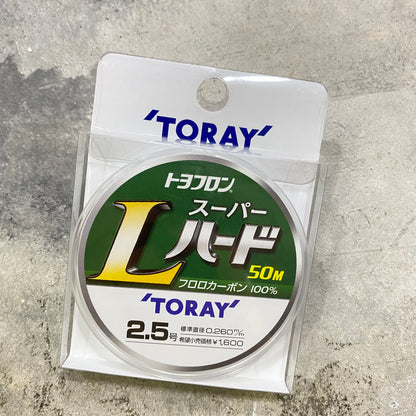 'TORAY'
トヨフロン®
スーパー
Lハード
50M
フロロカーボン 100%
'TORAY'
2.5号
標準直径0.260m/m
希望小売価格¥1,600